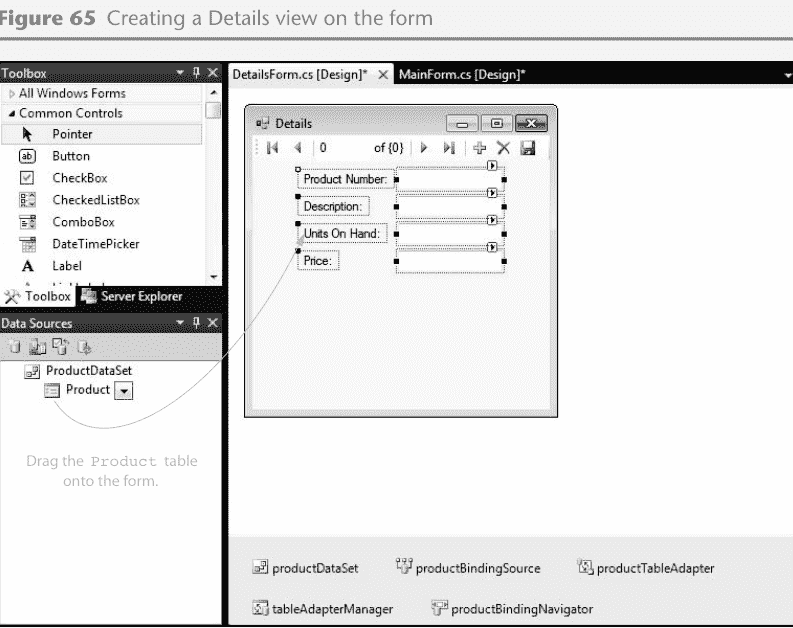 Figure 65 Creating a Details view on the form
Toolbox
All Windows Forms
Common Controls
Pointer
Button
CheckBox
CheckedListBox
ComboBox
DateTimePicker
Label
Toolbox Server Explorer
Data Sources
ProductDataSet
Product
Drag the Product table
onto the form.
DetailsForm.cs [Design]* MainForm.cs [Design]*
Details
0 of {0}
Product Number:
Description:
Units On Hand:
Price:
productDataSet productBindingSource productTableAdapter
tableAdapterManager productBindingNavigator